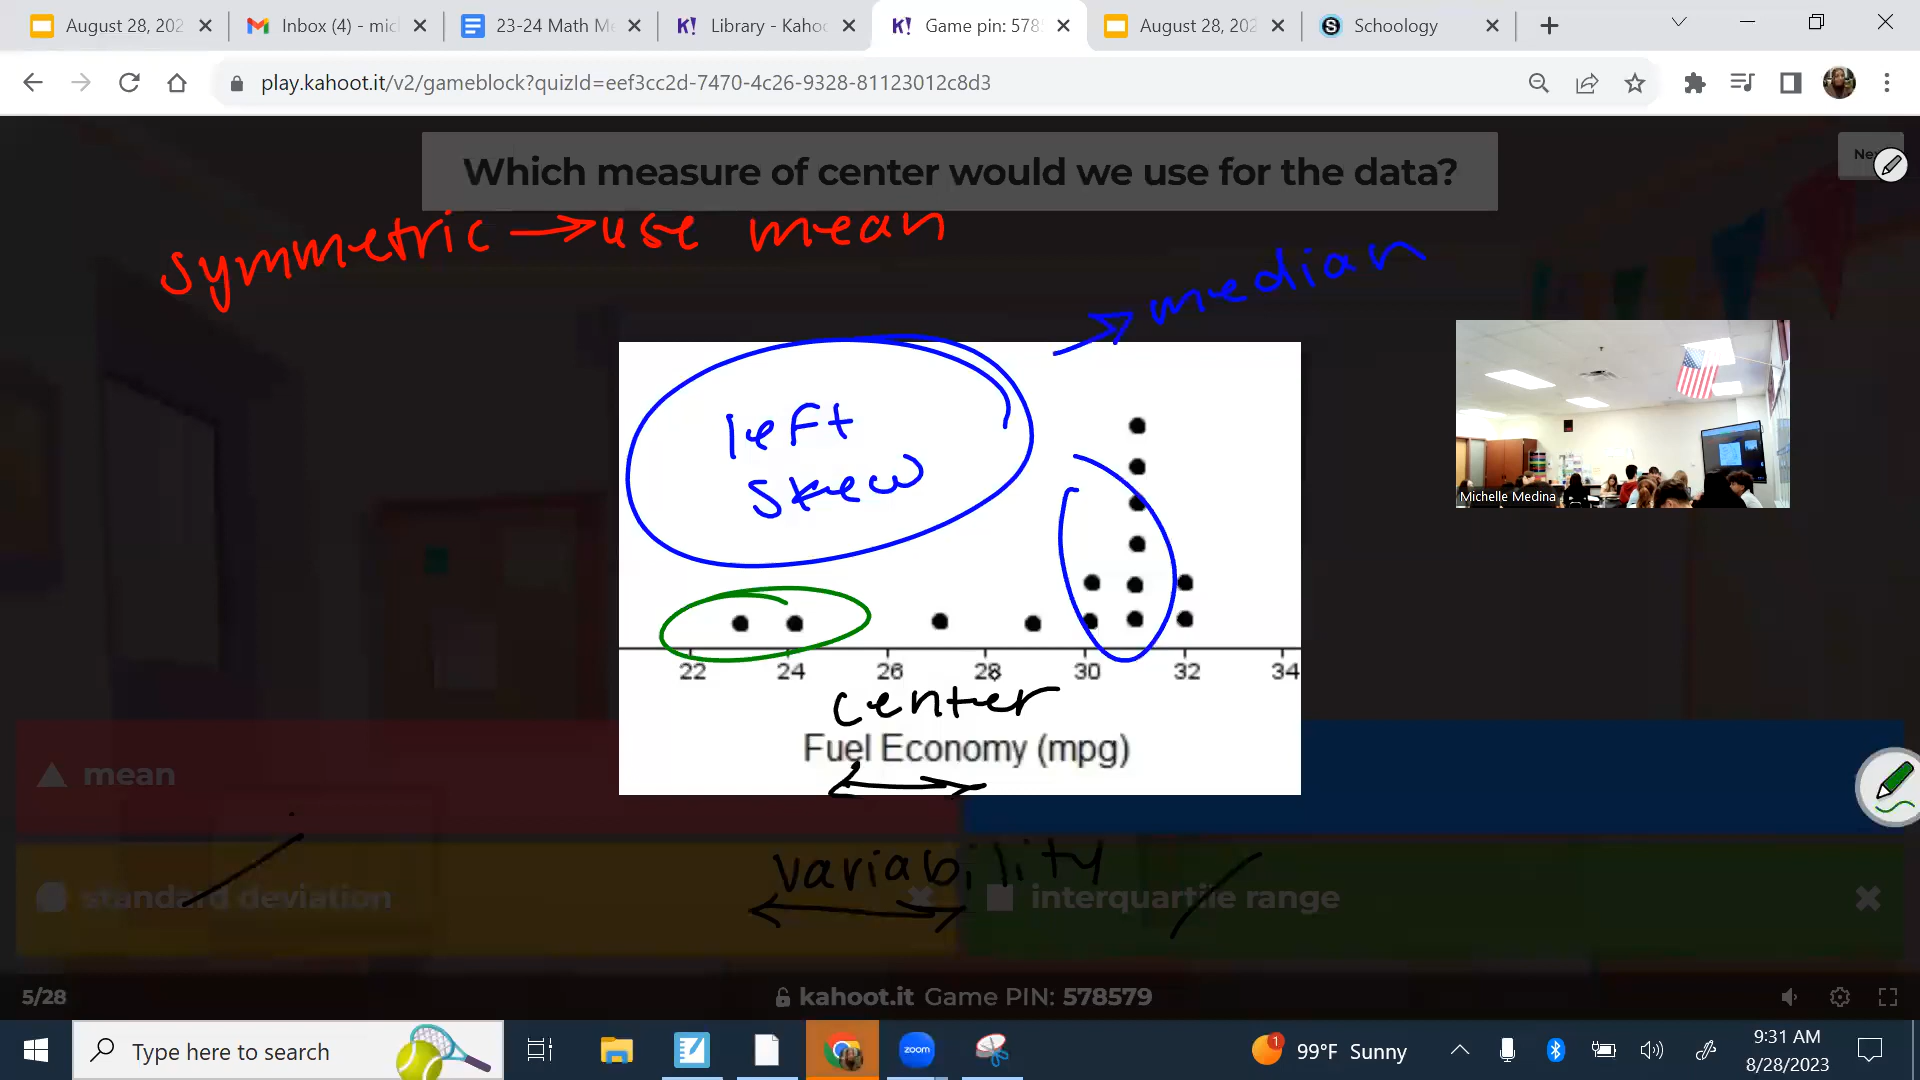 August 28, 202
Inbox (4) - mic
23-24 Math Me
Library - Kahoo
Game pin: 578
August 28, 202
Schoology
play.kahoot.it/v2/gameblock?quizId=eef3cc2d-7470-4c26-9328-81123012c8d3
Which measure of center would we use for the data?
Ne
symmetric → use mean
→ median
left
skew
Michelle Medina
22 24 26 28 30 32 34
center
Fuel Economy (mpg)
mean
variability
standard deviation
interquartile range
5/28
kahoot.it Game PIN: 578579
Type here to search
zoom
1
99°F Sunny
9:31 AM
8/28/2023